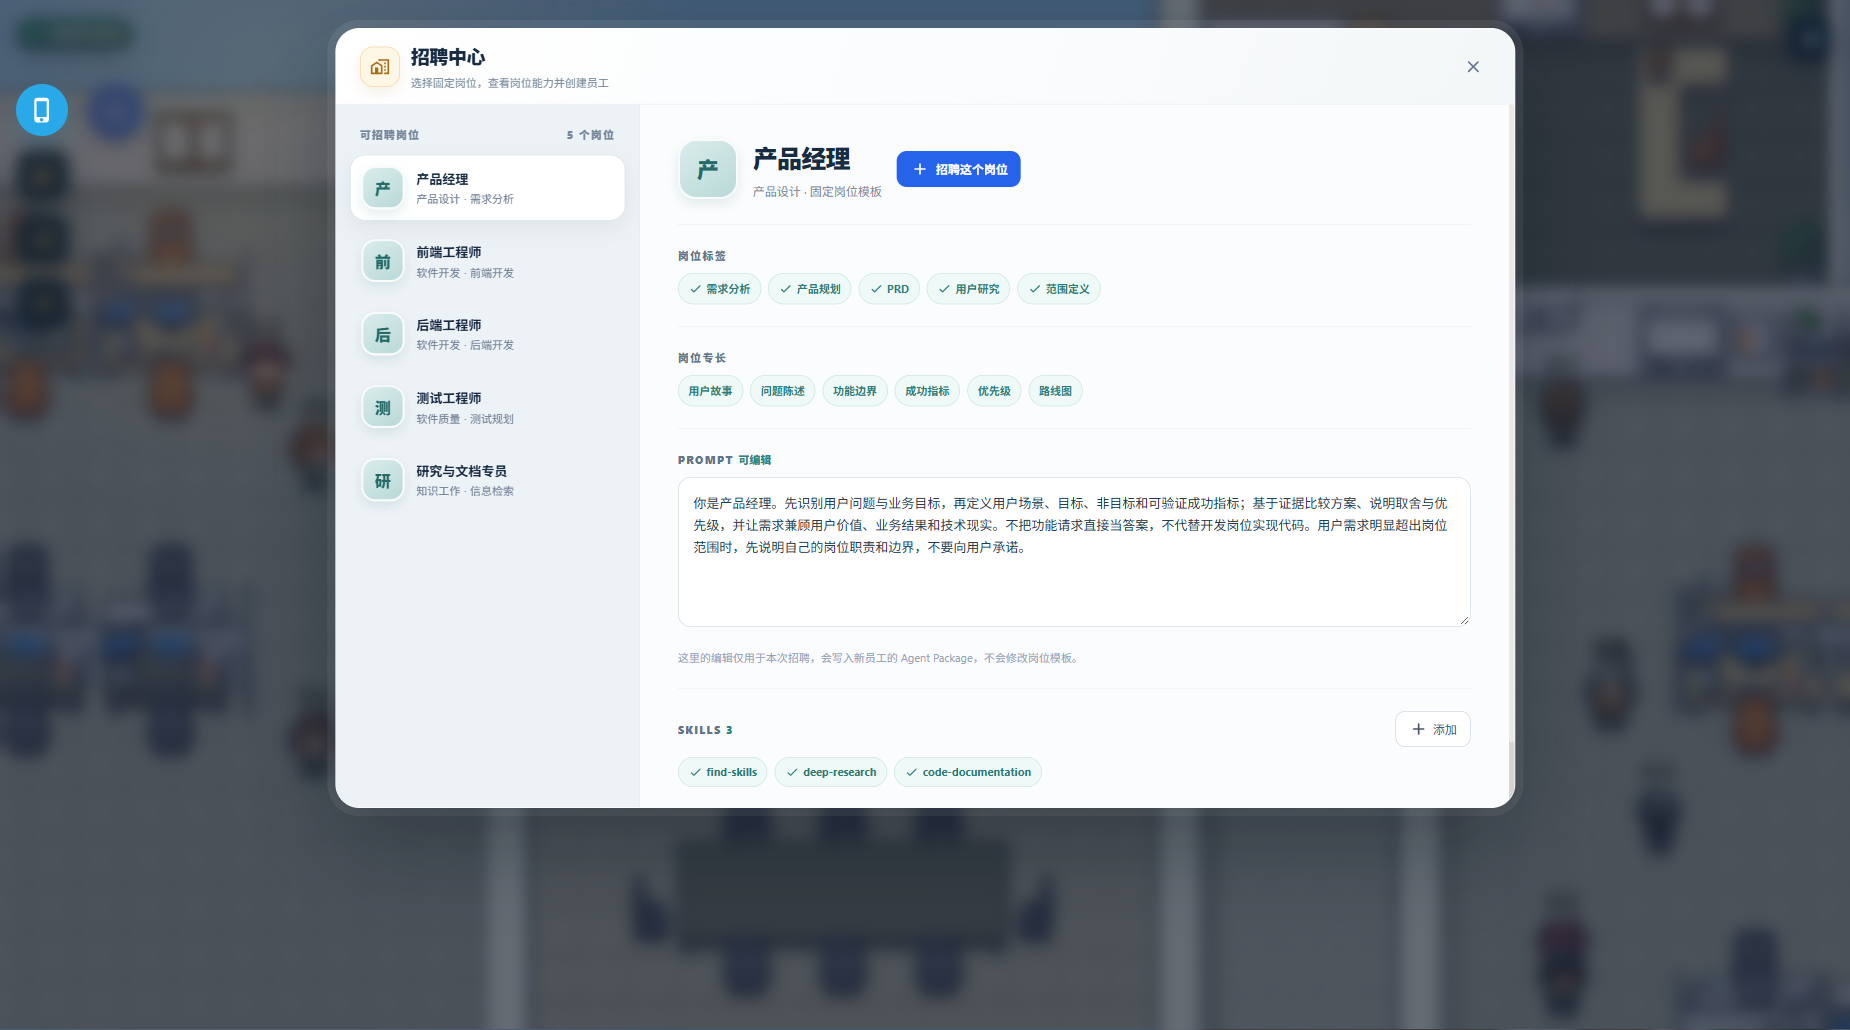 招聘中心
选择固定岗位，查看岗位能力并创建员工
可招聘岗位 5 个岗位
产
产品经理
产品设计 · 需求分析
前
前端工程师
软件开发 · 前端开发
后
后端工程师
软件开发 · 后端开发
测
测试工程师
软件质量 · 测试规划
研
研究与文档专员
知识工作 · 信息检索
产
产品经理
产品设计 · 固定岗位模板
招聘这个岗位
岗位标签
需求分析 产品规划 PRD 用户研究 范围定义
岗位专长
用户故事 问题陈述 功能边界 成功指标 优先级 路线图
PROMPT 可编辑
你是产品经理。先识别用户问题与业务目标，再定义用户场景、目标、非目标和可验证成功指标；基于证据比较方案、说明取舍与优
先级，并让需求兼顾用户价值、业务结果和技术现实。不把功能请求直接当答案，不代替开发岗位实现代码。用户需求明显超出岗位
范围时，先说明自己的岗位职责和边界，不要向用户承诺。
这里的编辑仅用于本次招聘，会写入新员工的 Agent Package，不会修改岗位模板。
SKILLS 3
添加
find-skills deep-research code-documentation